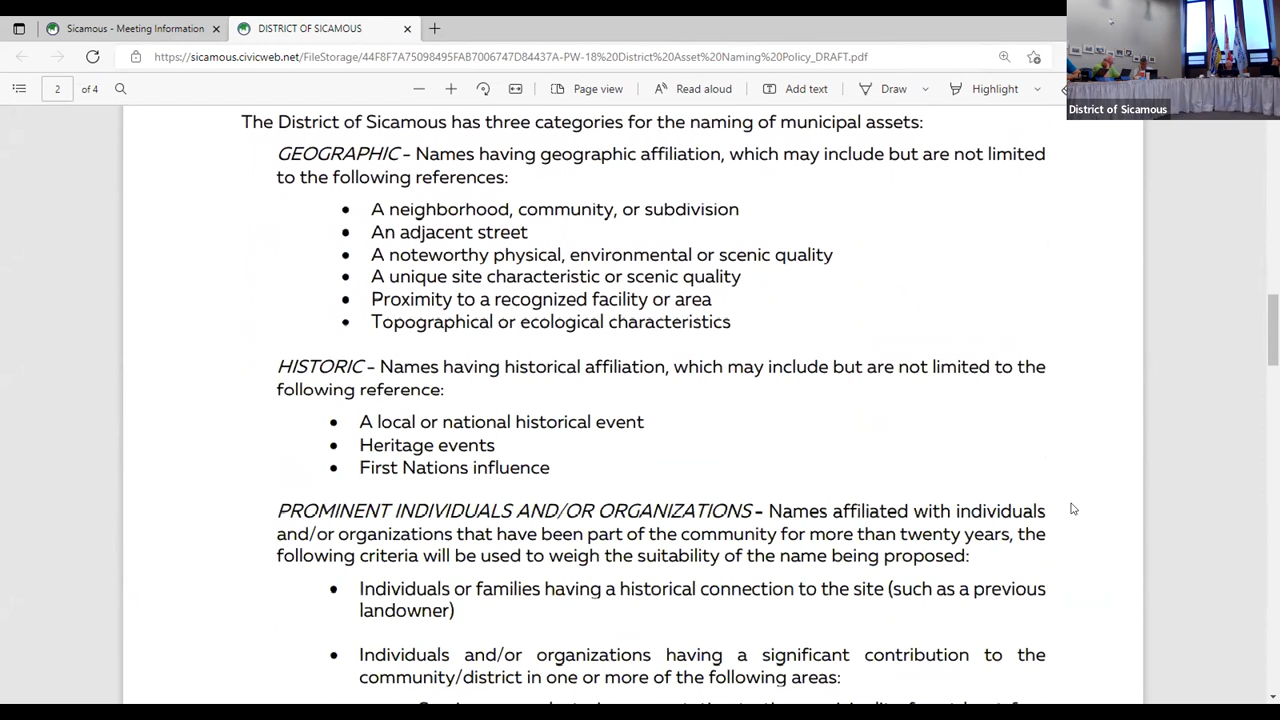 Sicamous - Meeting Information
DISTRICT OF SICAMOUS
https://sicamous.civicweb.net/FileStorage/44F8F7A75098495FAB7006747D84437A-PW-18%20District%20Asset%20Naming%20Policy_DRAFT.pdf
2 of 4
Page view
Read aloud
Add text
Draw
Highlight
District of Sicamous
The District of Sicamous has three categories for the naming of municipal assets:
GEOGRAPHIC - Names having geographic affiliation, which may include but are not limited
to the following references:
• A neighborhood, community, or subdivision
• An adjacent street
• A noteworthy physical, environmental or scenic quality
• A unique site characteristic or scenic quality
• Proximity to a recognized facility or area
• Topographical or ecological characteristics
HISTORIC - Names having historical affiliation, which may include but are not limited to the
following reference:
• A local or national historical event
• Heritage events
• First Nations influence
PROMINENT INDIVIDUALS AND/OR ORGANIZATIONS - Names affiliated with individuals
and/or organizations that have been part of the community for more than twenty years, the
following criteria will be used to weigh the suitability of the name being proposed:
• Individuals or families having a historical connection to the site (such as a previous
landowner)
• Individuals and/or organizations having a significant contribution to the
community/district in one or more of the following areas: